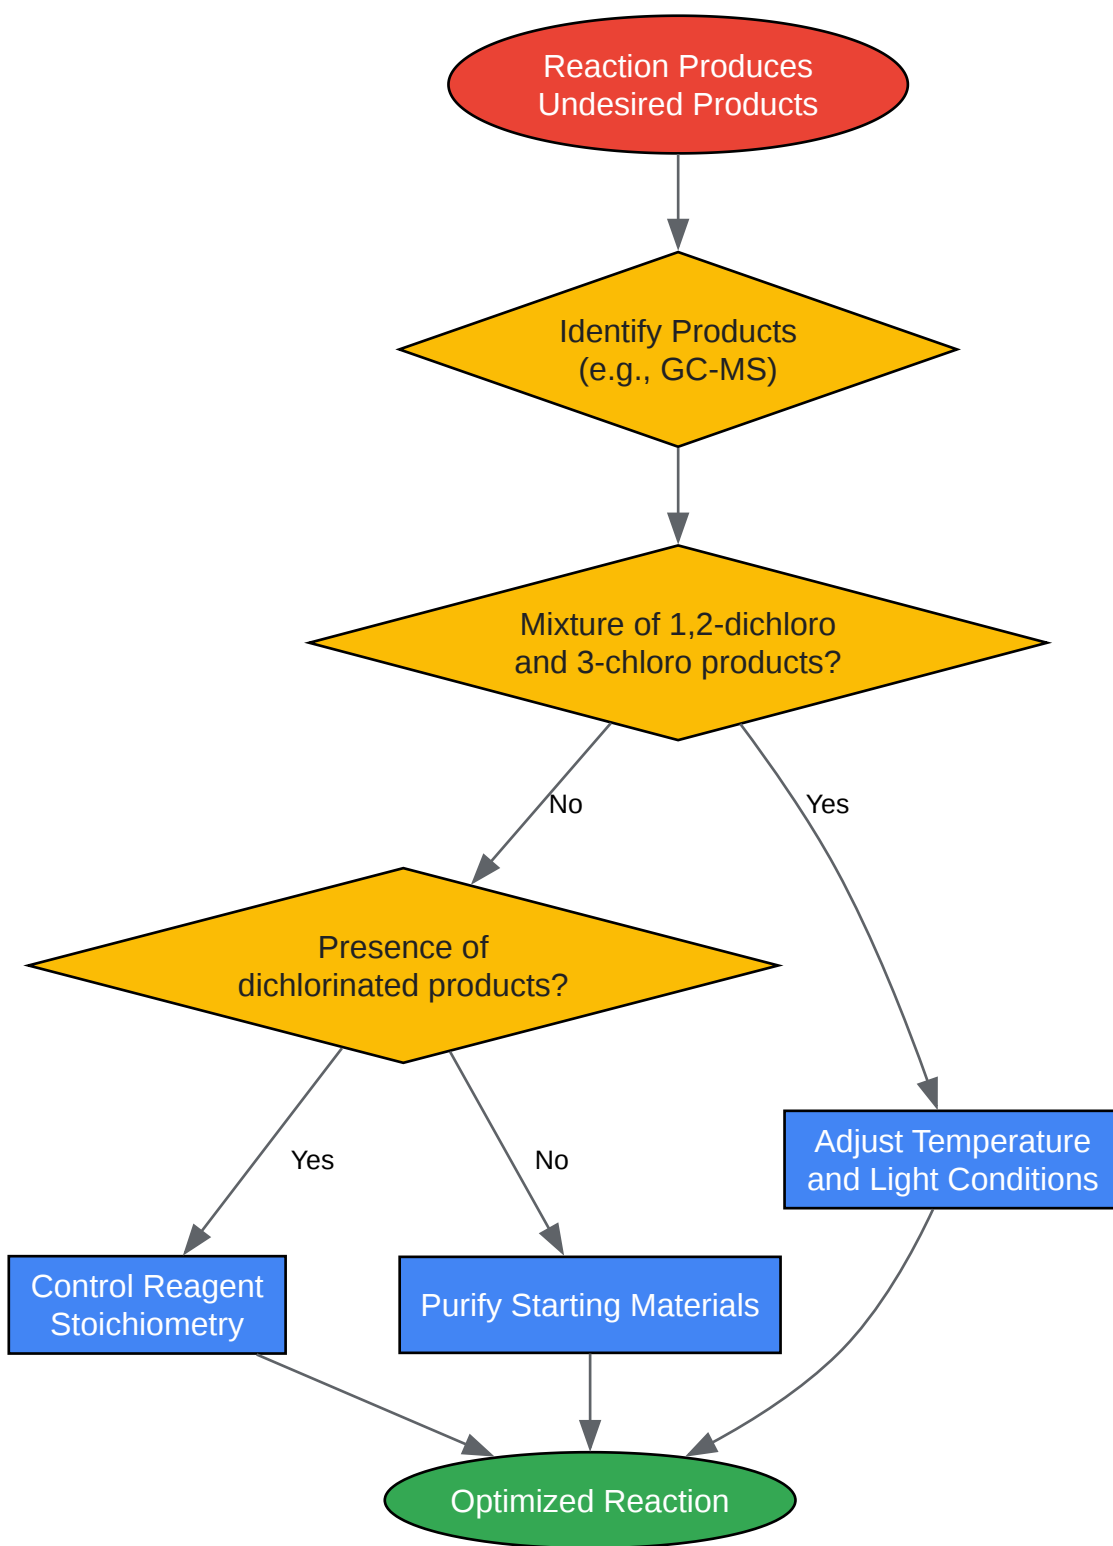 Reaction Produces
Undesired Products
Identify Products
(e.g., GC-MS)
Mixture of 1,2-dichloro
and 3-chloro products?
No
Yes
Presence of
dichlorinated products?
Yes
No
Adjust Temperature
and Light Conditions
Control Reagent
Stoichiometry
Purify Starting Materials
Optimized Reaction